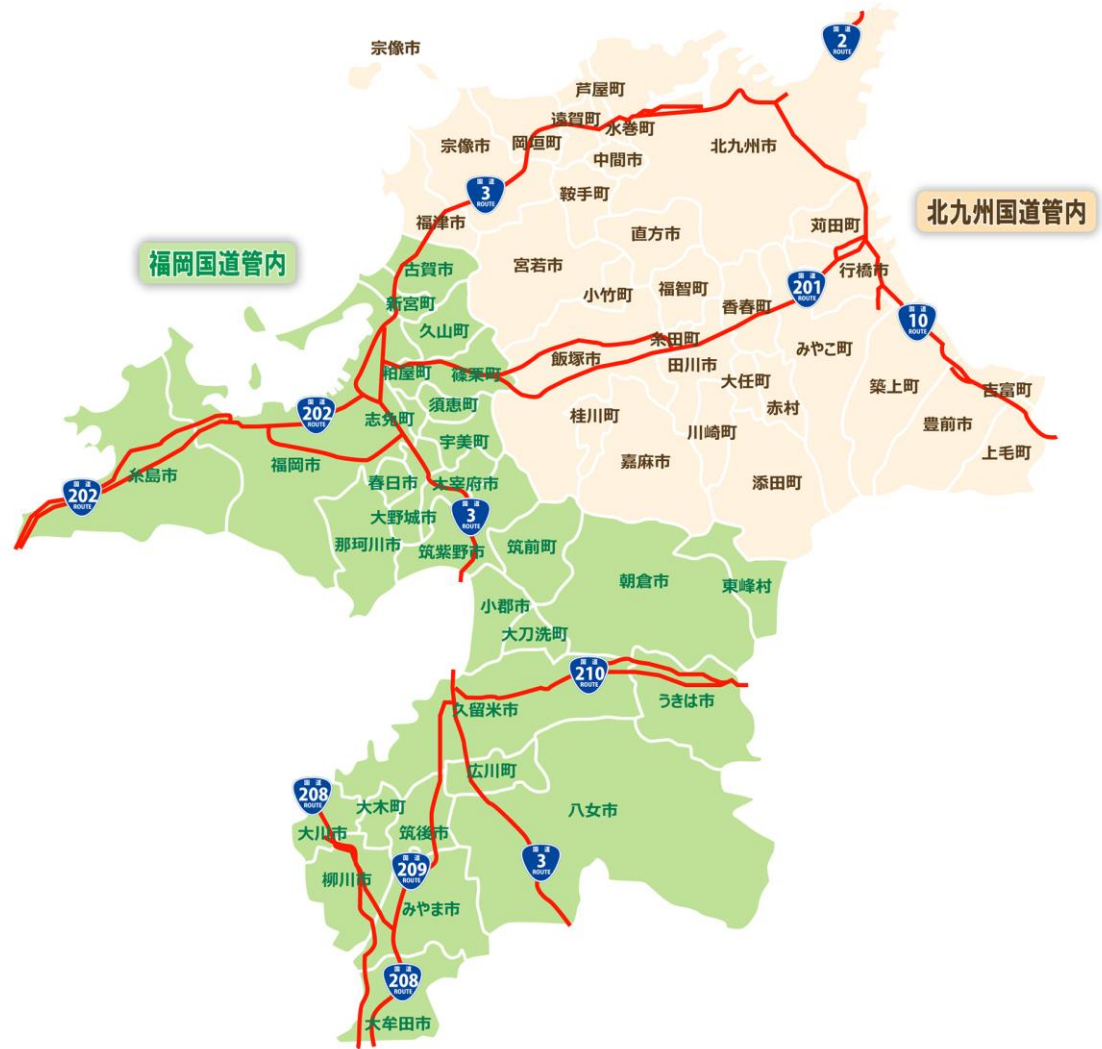 国道
2
ROUTE
宗像市
芦屋町
遠賀町
水巻町
岡垣町
宗像市
北九州市
中間市
国道
3
ROUTE
鞍手町
北九州国道管内
福津市
苅田町
直方市
福岡国道管内
古賀市
宮若市
行橋市
国道
201
ROUTE
福智町
小竹町
新宮町
香春町
国道
10
ROUTE
久山町
糸田町
みやこ町
飯塚市
田川市
粕屋町
篠栗町
大任町
築上町
吉富町
須恵町
赤村
国道
202
ROUTE
志免町
桂川町
豊前市
川崎町
宇美町
上毛町
福岡市
嘉麻市
糸島市
春日市
太宰府市
添田町
国道
202
ROUTE
大野城市
国道
3
ROUTE
那珂川市
筑紫野市
筑前町
朝倉市
東峰村
小郡市
大刀洗町
国道
210
ROUTE
うきは市
久留米市
広川町
国道
208
ROUTE
大木町
八女市
大川市
筑後市
国道
3
ROUTE
国道
209
ROUTE
柳川市
みやま市
国道
208
ROUTE
大牟田市